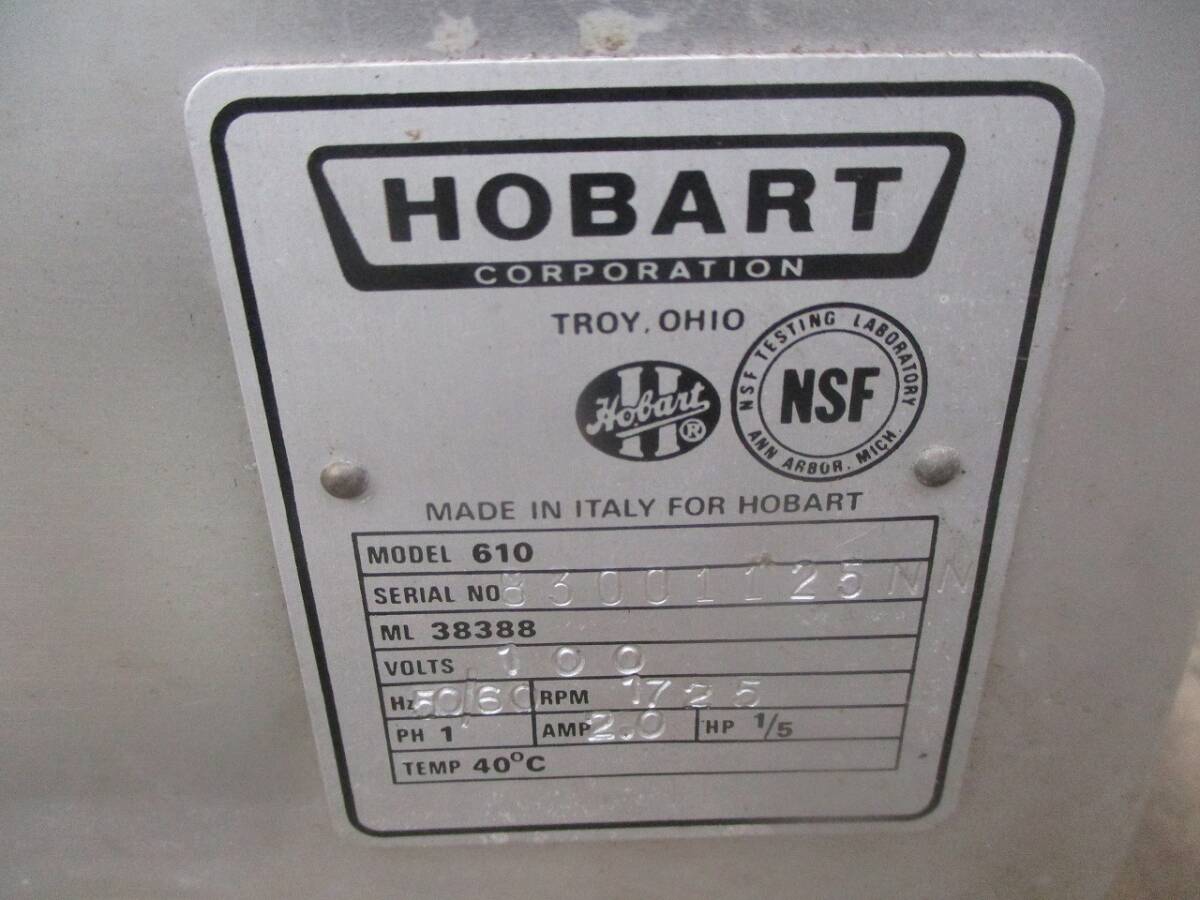 HOBART
CORPORATION
TROY, OHIO
Hobart ®
NSF TESTING LABORATORY
NSF
ANN ARBOR, MICH.
MADE IN ITALY FOR HOBART
MODEL 610
SERIAL NO 83001125NN
ML 38388
VOLTS 100
Hz 50/60 RPM 1725
PH 1 AMP 2.0 HP 1/5
TEMP 40°C